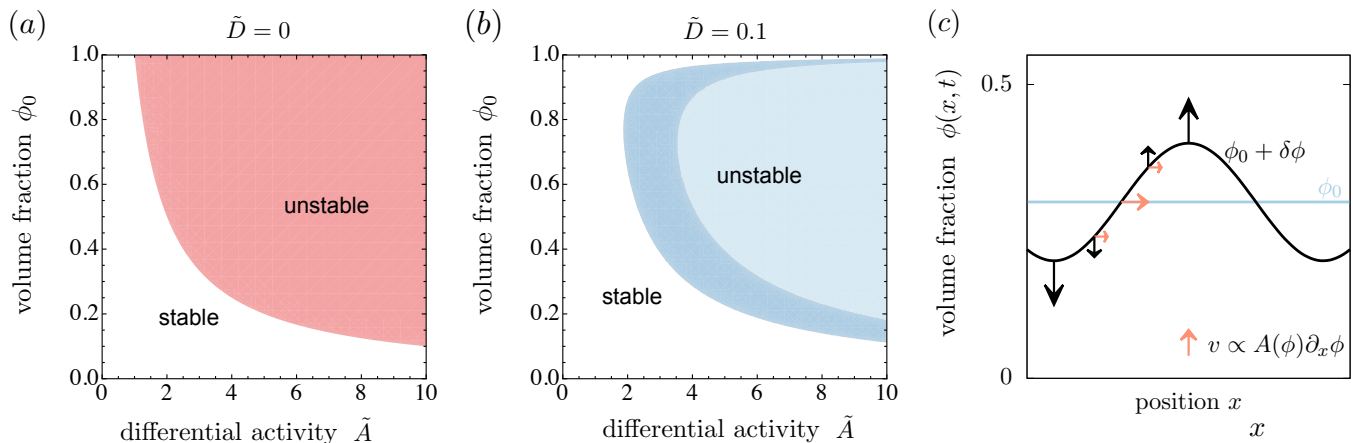 (a)
D̃ = 0
volume fraction ϕ₀
1.0
0.8
0.6
0.4
0.2
0.0
unstable
stable
0 2 4 6 8 10
differential activity Ã
(b)
D̃ = 0.1
volume fraction ϕ₀
1.0
0.8
0.6
0.4
0.2
0.0
unstable
stable
0 2 4 6 8 10
differential activity Ã
(c)
volume fraction ϕ(x, t)
0.5
0
ϕ₀ + δϕ
ϕ₀
v ∝ A(ϕ)∂ₓϕ
position x
x